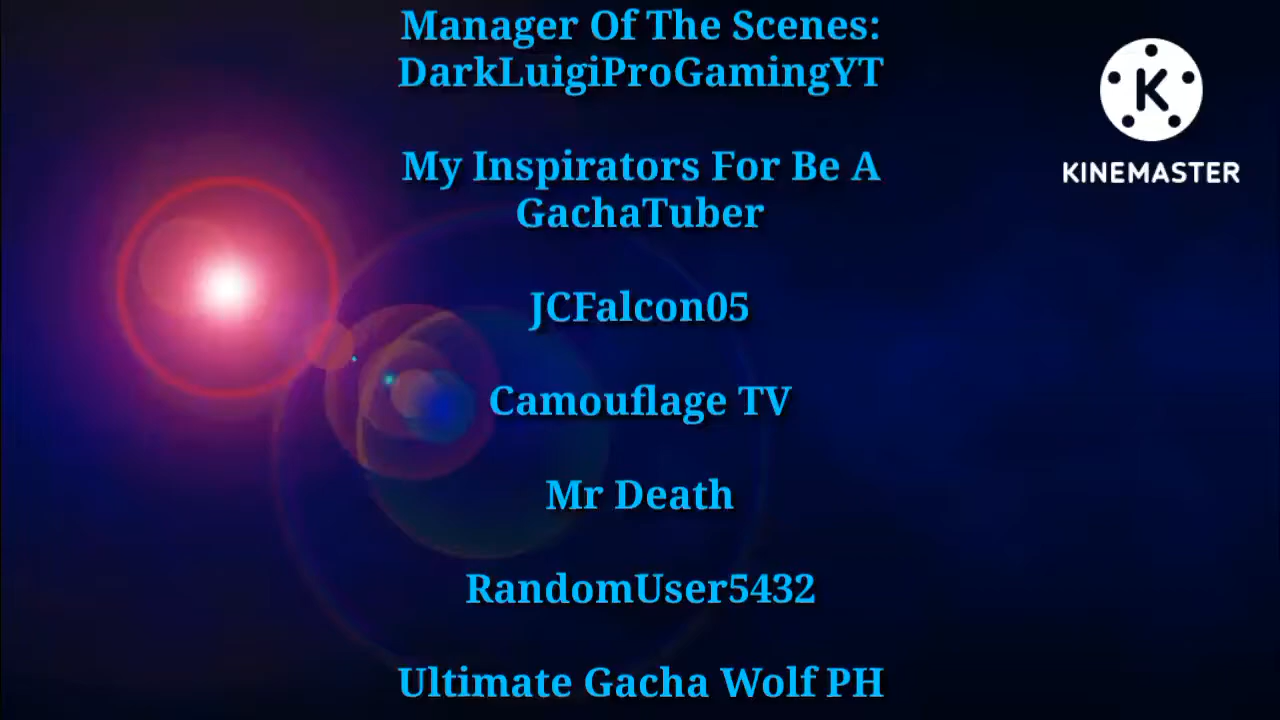 Manager Of The Scenes:
DarkLuigiProGamingYT
My Inspirators For Be A
GachaTuber
JCFalcon05
Camouflage TV
Mr Death
RandomUser5432
Ultimate Gacha Wolf PH
K
KINEMASTER